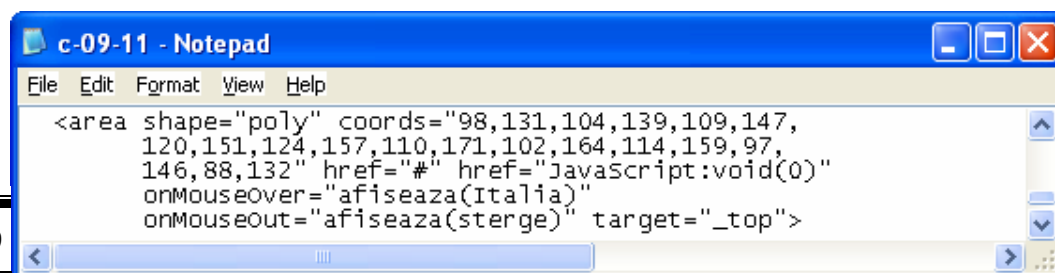 c-09-11 - Notepad
File Edit Format View Help
<area shape="poly" coords="98,131,104,139,109,147,
120,151,124,157,110,171,102,164,114,159,97,
146,88,132" href="#" href="JavaScript:void(0)"
onMouseOver="afiseaza(Italia)"
onMouseOut="afiseaza(sterge)" target="_top">
)